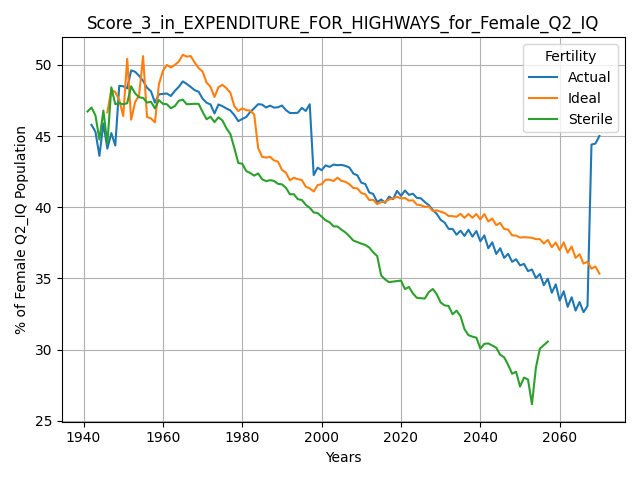 Score_3_in_EXPENDITURE_FOR_HIGHWAYS_for_Female_Q2_IQ
Fertility
Actual
Ideal
Sterile
% of Female Q2_IQ Population
50
45
40
35
30
25
1940
1960
1980
2000
2020
2040
2060
Years